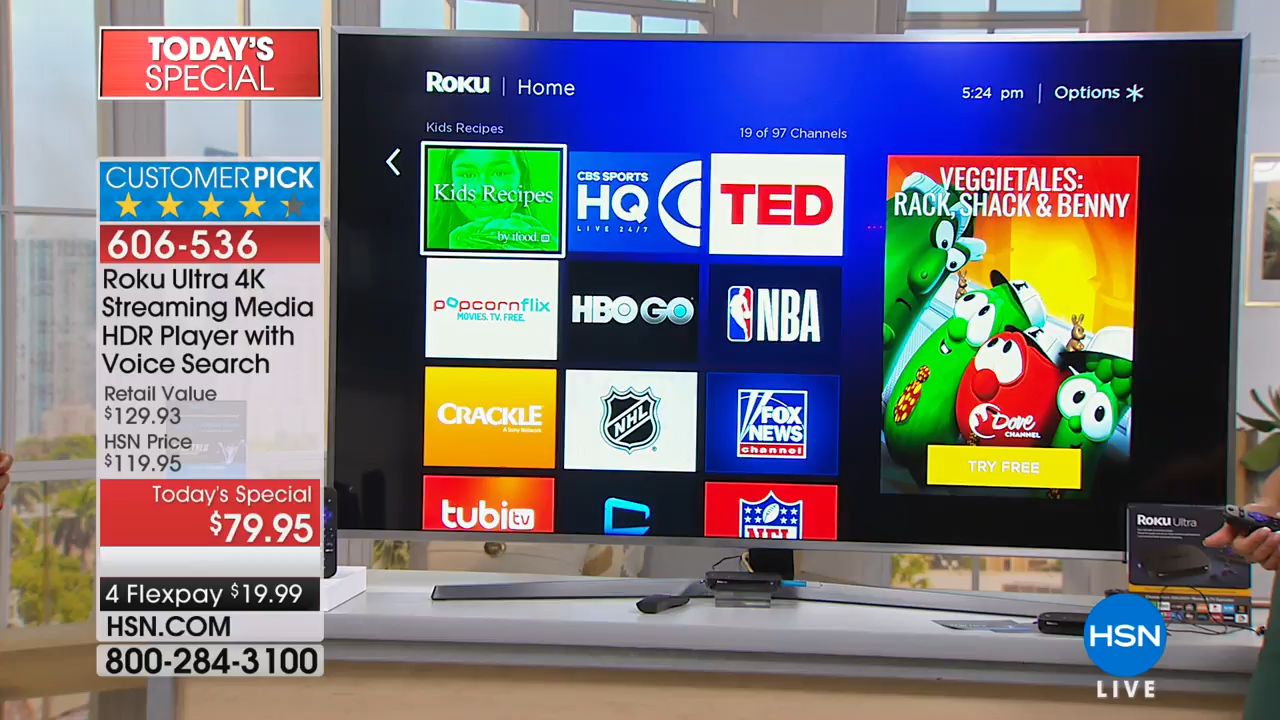 TODAY'S
SPECIAL
CUSTOMER PICK
606-536
Roku Ultra 4K
Streaming Media
HDR Player with
Voice Search
Retail Value
$129.93
HSN Price
$119.95
Today's Special
$79.95
4 Flexpay $19.99
HSN.COM
800-284-3100
Roku | Home
5:24 pm | Options
Kids Recipes
19 of 97 Channels
Kids Recipes
by ifood.
CBS SPORTS
HQ
LIVE 24/7
TED
popcornflix
MOVIES. TV. FREE.
HBO GO
NBA
CRACKLE
A Sony Network
NHL
FOX
NEWS
channel
tubi tv
NFL
VEGGIETALES:
RACK, SHACK & BENNY
Dove
CHANNEL
TRY FREE
Roku Ultra
HSN
LIVE